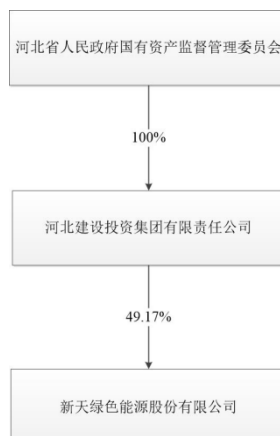 河北省人民政府国有资产监督管理委员会
100%
河北建设投资集团有限责任公司
49.17%
新天绿色能源股份有限公司